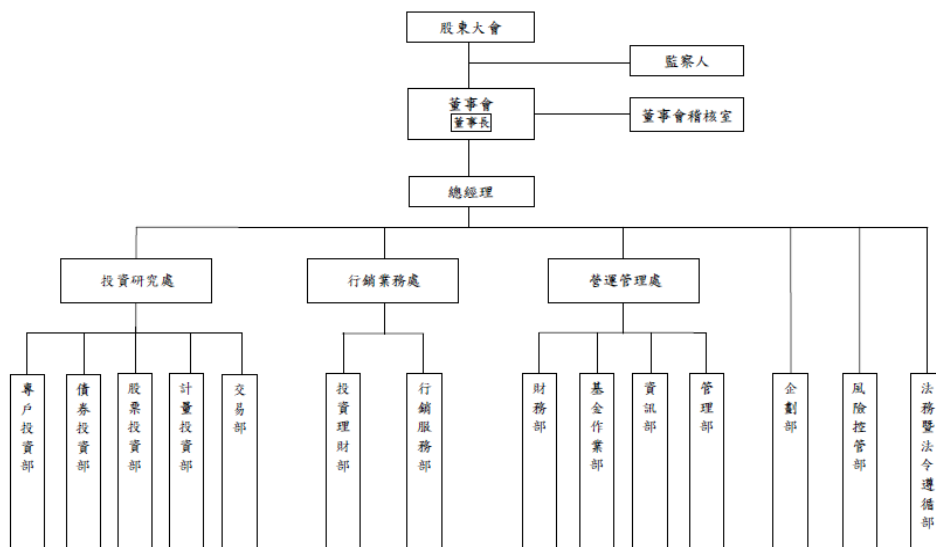 股東大會
監察人
董事會
董事長
董事會稽核室
總經理
投資研究處
行銷業務處
營運管理處
專戶投資部
債券投資部
股票投資部
計量投資部
交易部
投資理財部
行銷服務部
財務部
基金作業部
資訊部
管理部
企劃部
風險控管部
法務暨法令遵循部